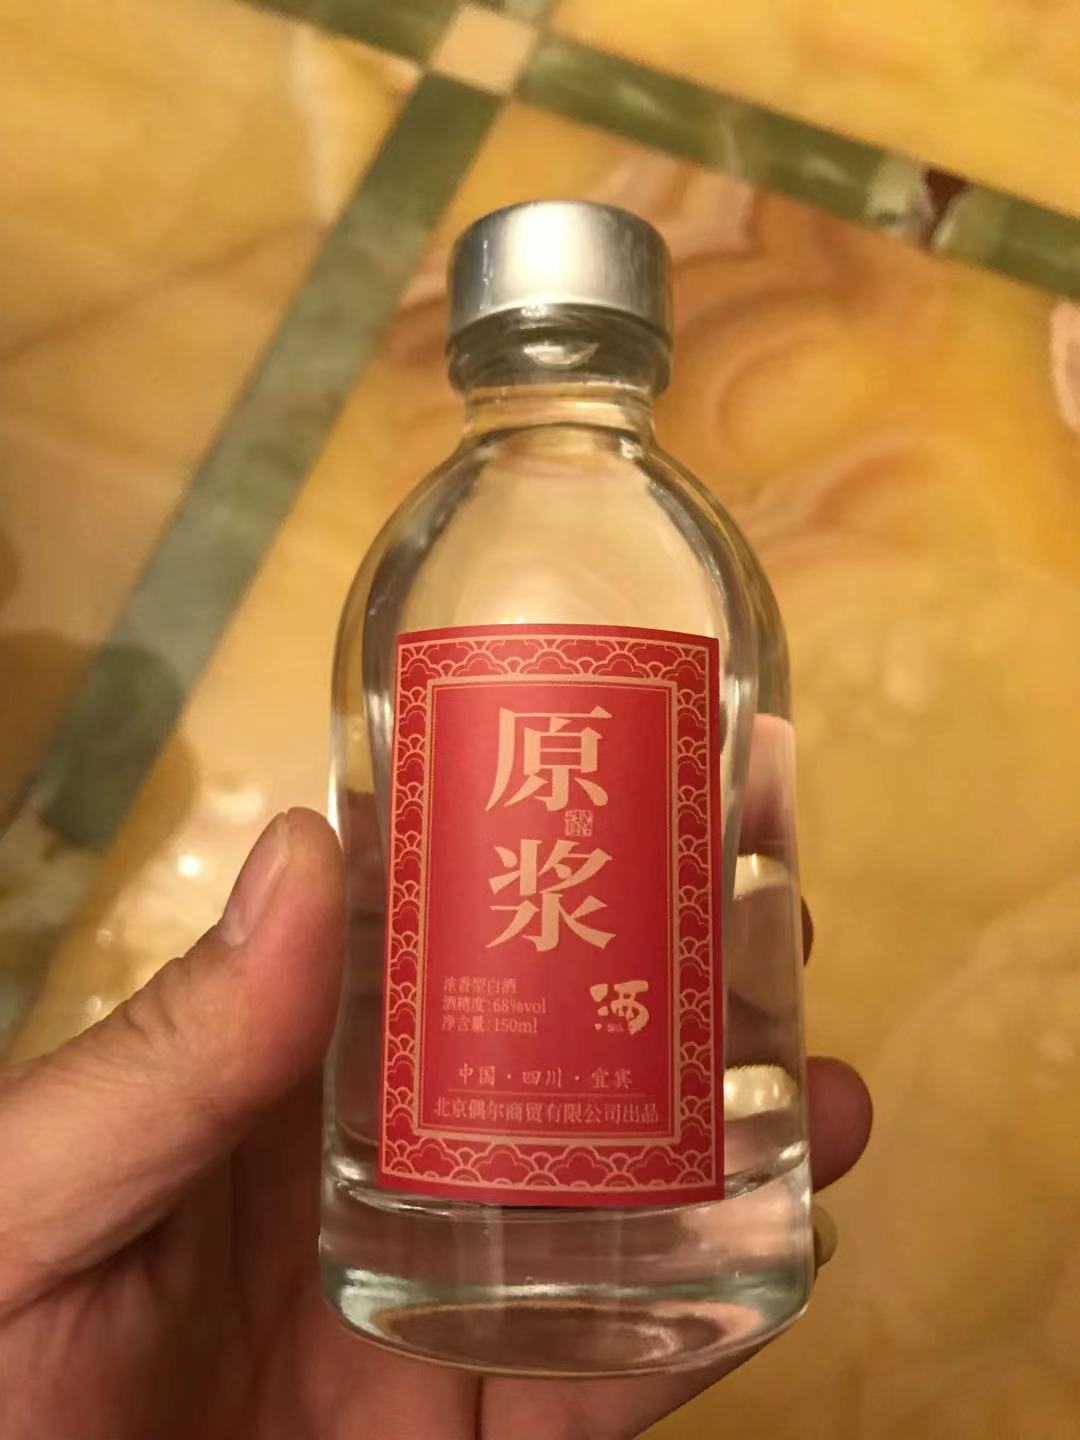 原
浆
酒
浓香型白酒
酒精度:68%vol
净含量:150ml
中国·四川·宜宾
北京偶尔商贸有限公司出品